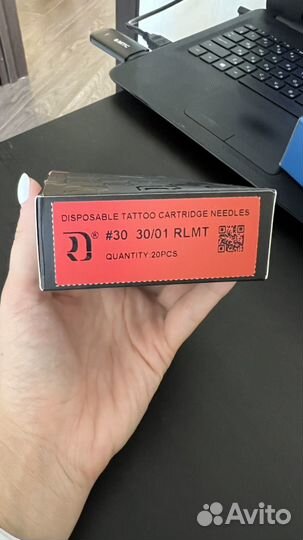 DISPOSABLE TATTOO CARTRIDGE NEEDLES
® #30 30/01 RLMT
QUANTITY:20PCS
Avito